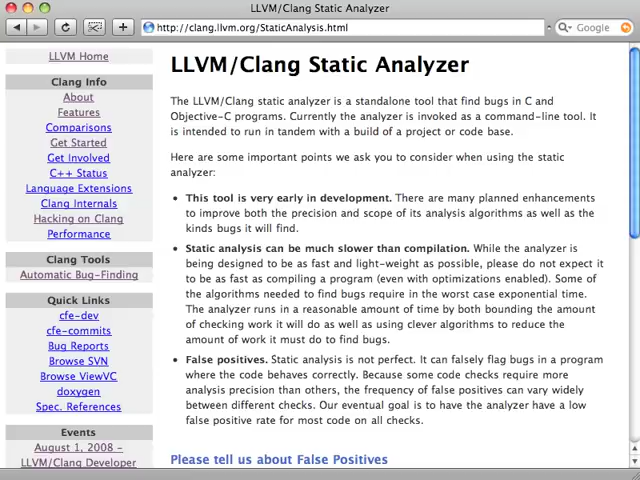 LLVM/Clang Static Analyzer
http://clang.llvm.org/StaticAnalysis.html
Google
LLVM Home
Clang Info
About
Features
Comparisons
Get Started
Get Involved
C++ Status
Language Extensions
Clang Internals
Hacking on Clang
Performance
Clang Tools
Automatic Bug-Finding
Quick Links
cfe-dev
cfe-commits
Bug Reports
Browse SVN
Browse ViewVC
doxygen
Spec. References
Events
August 1, 2008 -
LLVM/Clang Developer
LLVM/Clang Static Analyzer
The LLVM/Clang static analyzer is a standalone tool that find bugs in C and
Objective-C programs. Currently the analyzer is invoked as a command-line tool. It
is intended to run in tandem with a build of a project or code base.
Here are some important points we ask you to consider when using the static
analyzer:
• This tool is very early in development. There are many planned enhancements
to improve both the precision and scope of its analysis algorithms as well as the
kinds bugs it will find.
• Static analysis can be much slower than compilation. While the analyzer is
being designed to be as fast and light-weight as possible, please do not expect it
to be as fast as compiling a program (even with optimizations enabled). Some of
the algorithms needed to find bugs require in the worst case exponential time.
The analyzer runs in a reasonable amount of time by both bounding the amount
of checking work it will do as well as using clever algorithms to reduce the
amount of work it must do to find bugs.
• False positives. Static analysis is not perfect. It can falsely flag bugs in a program
where the code behaves correctly. Because some code checks require more
analysis precision than others, the frequency of false positives can vary widely
between different checks. Our eventual goal is to have the analyzer have a low
false positive rate for most code on all checks.
Please tell us about False Positives